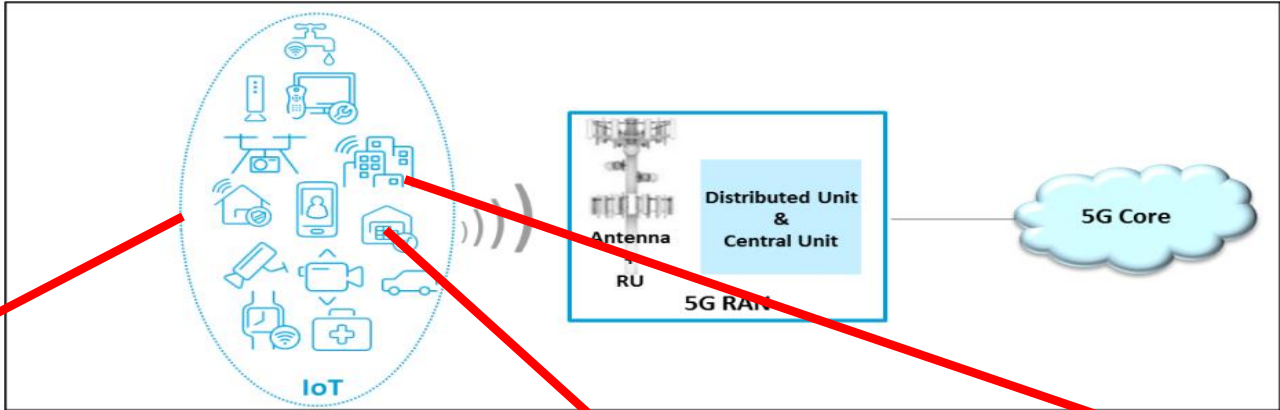 Distributed Unit
&
Central Unit
Antenna
+
RU
5G RAN
5G Core
IoT